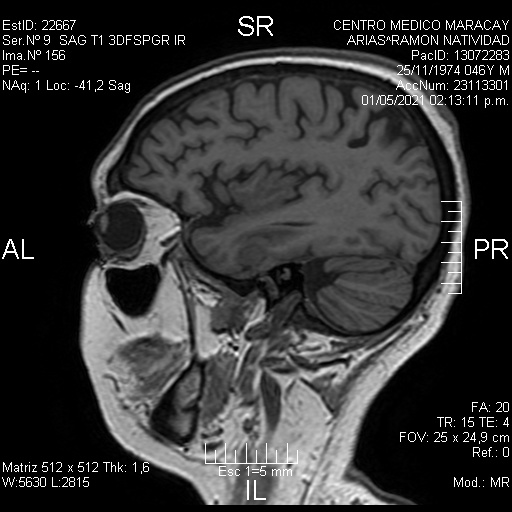 EstID: 22667
Ser.Nº 9 SAG T1 3DFSPGR IR
Ima.Nº 156
PE= --
NAq: 1 Loc: -41,2 Sag
SR
CENTRO MEDICO MARACAY
ARIAS^RAMON NATIVIDAD
PacID: 13072283
25/11/1974 046Y M
AccNum: 23113301
01/05/2021 02:13:11 p.m.
AL
PR
FA: 20
TR: 15 TE: 4
FOV: 25 x 24,9 cm
Ref.: 0
Matriz 512 x 512 Thk: 1,6
W:5630 L:2815
Esc 1=5 mm
IL
Mod.: MR